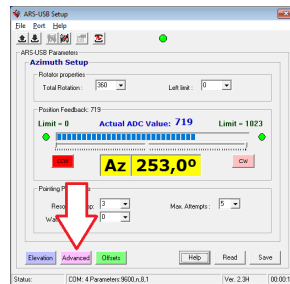 ARS-USB Setup
File Port Help
ARS-USB Parameters
Azimuth Setup
Rotator properties
Total Rotation : 360 Left limit : 0
Position Feedback: 719
Limit = 0 Actual ADC Value: 719 Limit = 1023
CCW Az 253,0º CW
Pointing
3 Max. Attempts : 5
0
Elevation Advanced Offsets Help Read Save
Status: COM: 4 Parameters:9600,n,8,1 Ver. 2.3H 00:00:1